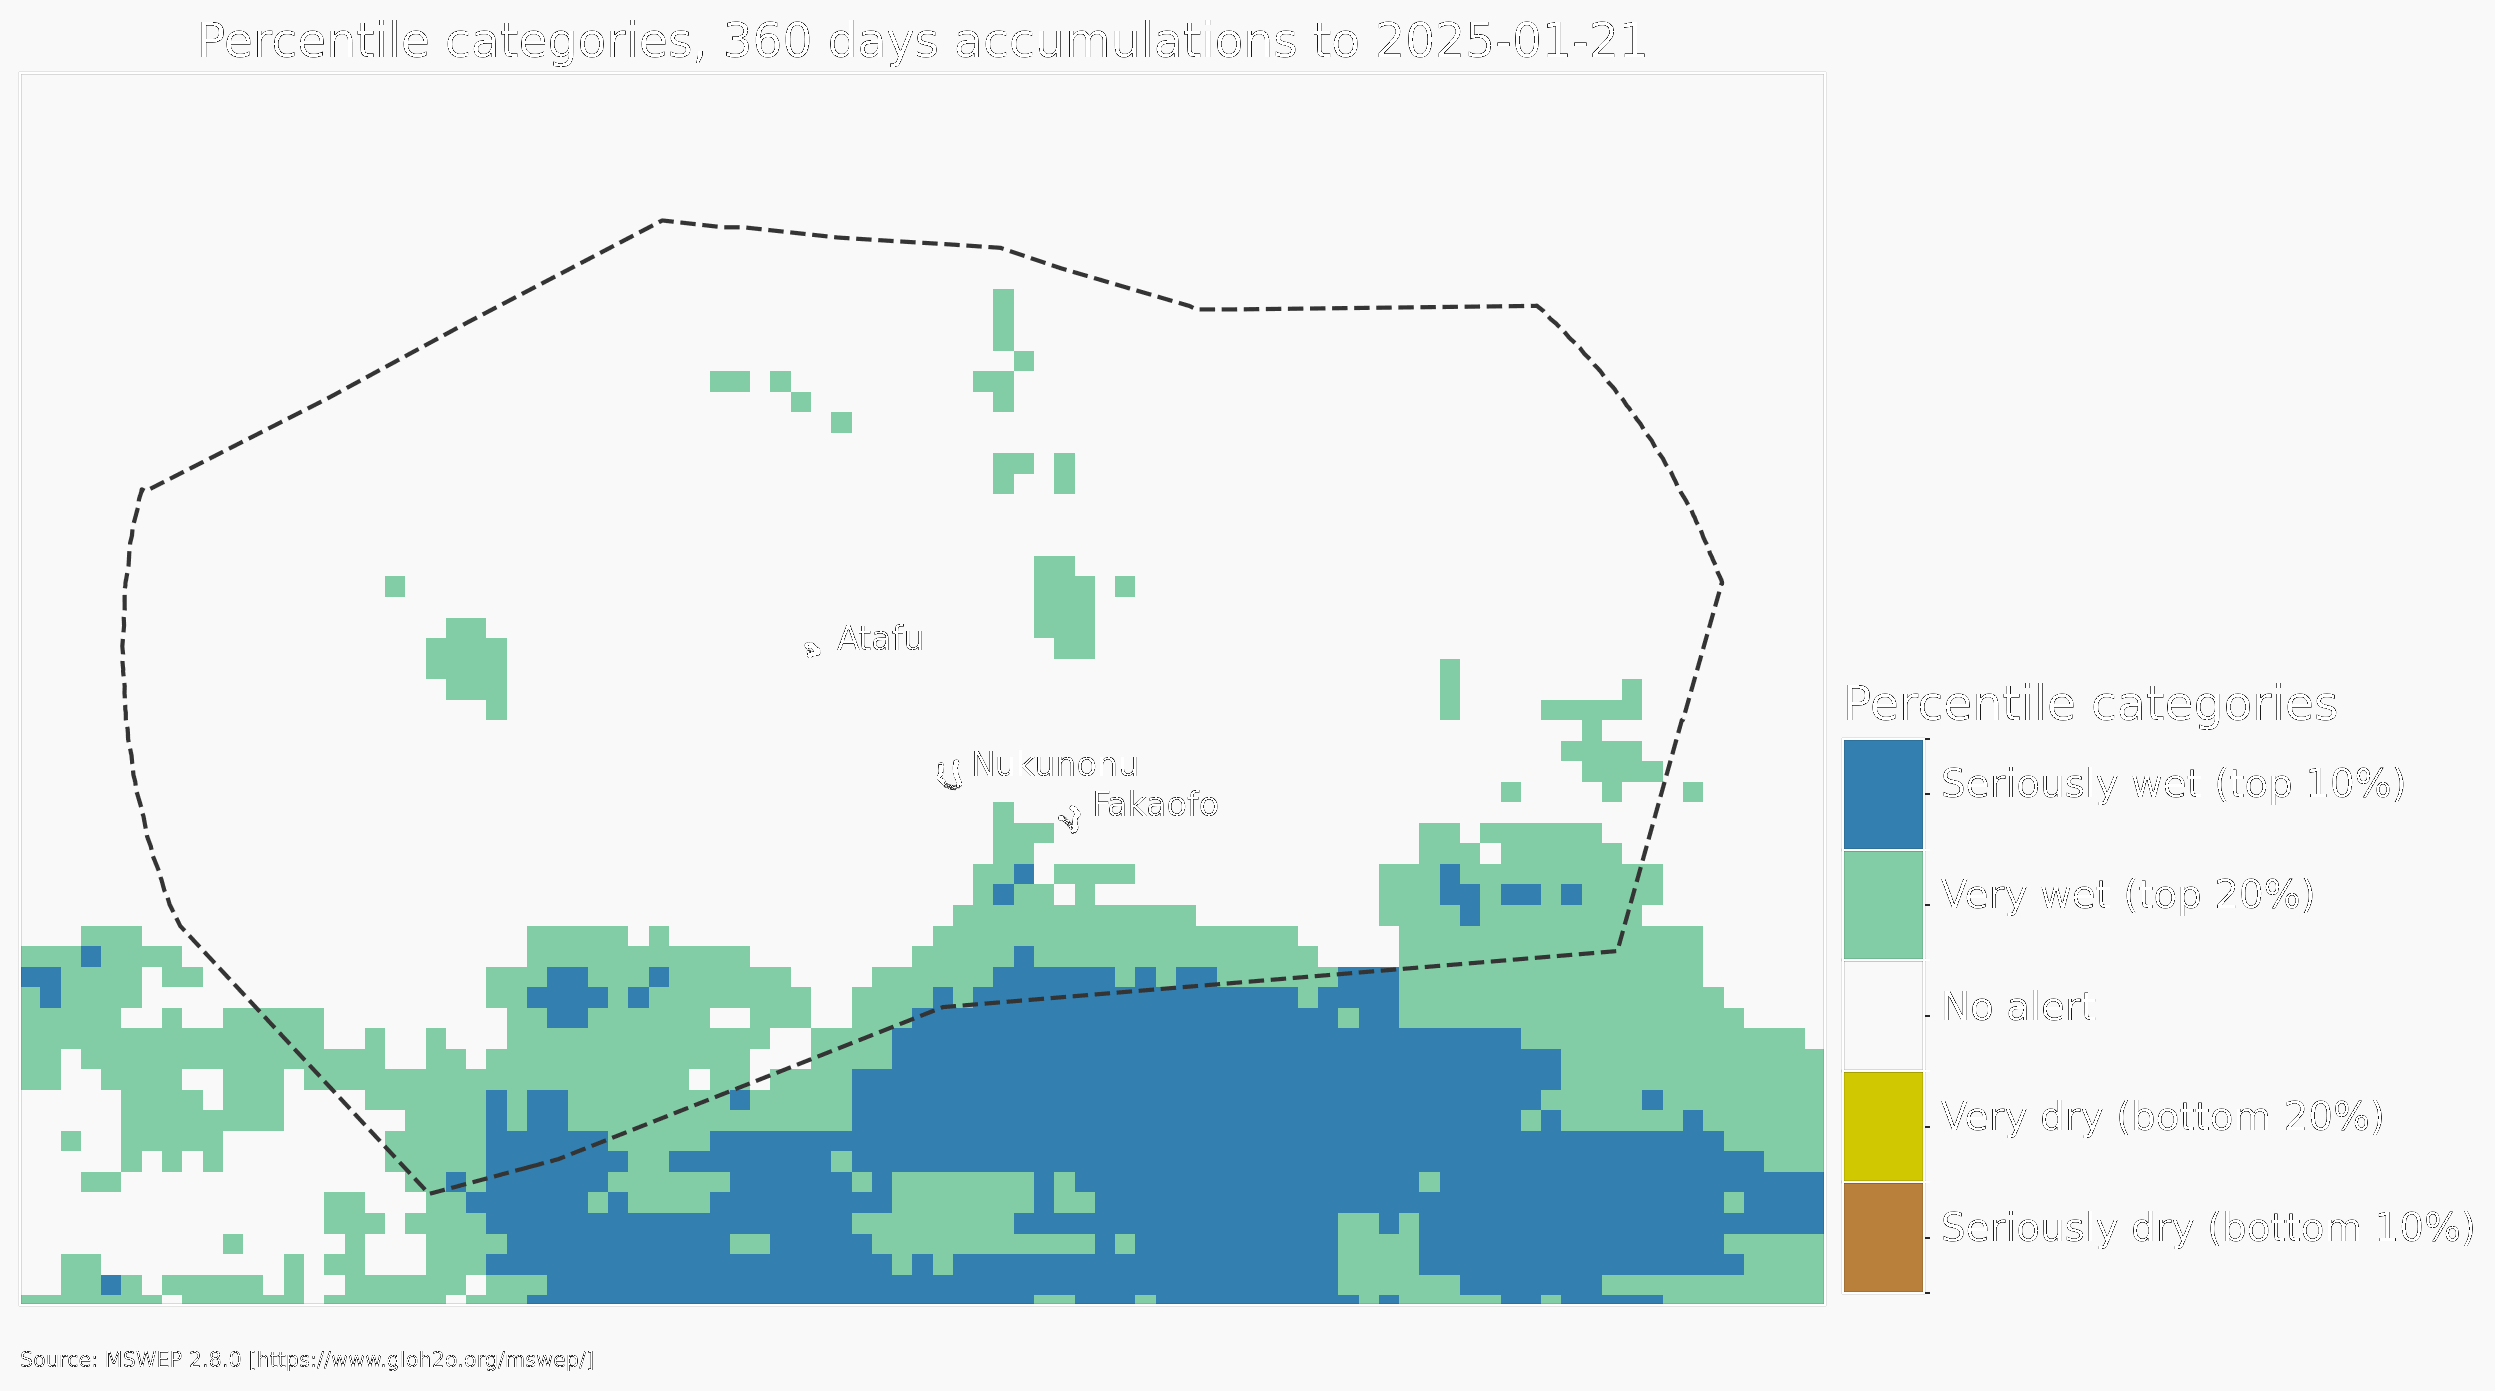 Percentile categories, 360 days accumulations to 2025-01-21
Atafu
Nukunonu
Fakaofo
Percentile categories
Seriously wet (top 10%)
Very wet (top 20%)
No alert
Very dry (bottom 20%)
Seriously dry (bottom 10%)
Source: MSWEP 2.8.0 [https://www.gloh2o.org/mswep/]